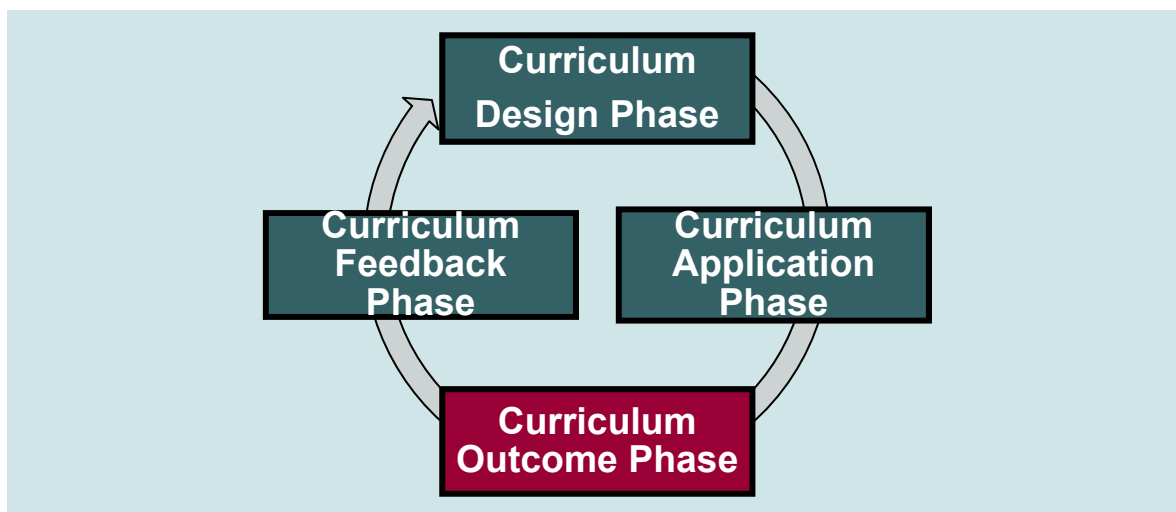 Curriculum
Design Phase
Curriculum
Feedback
Phase
Curriculum
Application
Phase
Curriculum
Outcome Phase